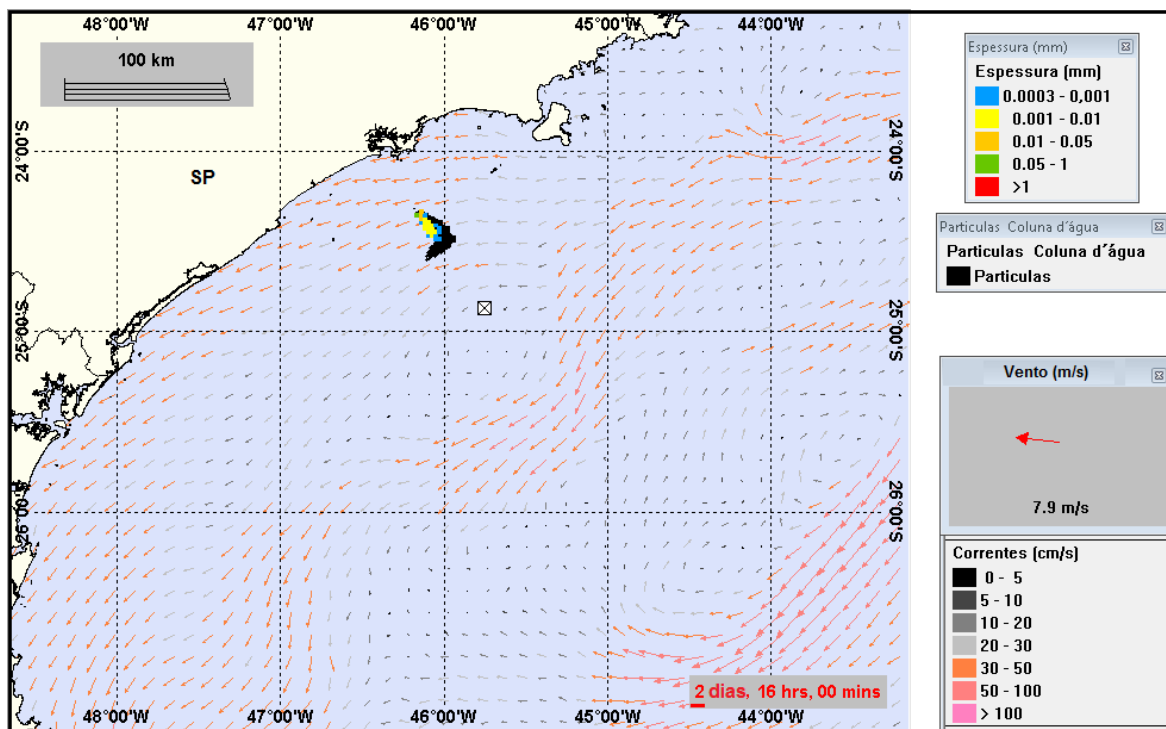 48°00'W 47°00'W 46°00'W 45°00'W 44°00'W
100 km
24°00'S 24°00'S
SP
25°00'S 25°00'S
26°00'S 26°00'S
2 dias, 16 hrs, 00 mins
48°00'W 47°00'W 46°00'W 45°00'W 44°00'W
Espessura (mm)
Espessura (mm)
0.0003 - 0,001
0.001 - 0.01
0.01 - 0.05
0.05 - 1
>1
Particulas Coluna d´água
Particulas Coluna d´água
Particulas
Vento (m/s)
7.9 m/s
Correntes (cm/s)
0 - 5
5 - 10
10 - 20
20 - 30
30 - 50
50 - 100
> 100